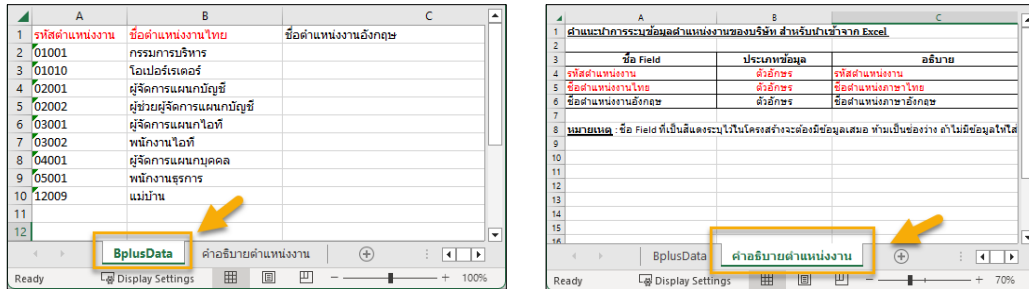 A B C
1 รหัสตำแหน่งงาน ชื่อตำแหน่งงานไทย ชื่อตำแหน่งงานอังกฤษ
2 01001 กรรมการบริหาร
3 01010 โอเปอร์เรเตอร์
4 02001 ผู้จัดการแผนกบัญชี
5 02002 ผู้ช่วยผู้จัดการแผนกบัญชี
6 03001 ผู้จัดการแผนกไอที
7 03002 พนักงานไอที
8 04001 ผู้จัดการแผนกบุคคล
9 05001 พนักงานธุรการ
10 12009 แม่บ้าน
11
12
BplusData คำอธิบายตำแหน่งงาน
Ready Display Settings 100%
A B C
1 คำแนะนำการระบุข้อมูลตำแหน่งงานของบริษัท สำหรับนำเข้าจาก Excel
2
3 ชื่อ Field ประเภทข้อมูล อธิบาย
4 รหัสตำแหน่งงาน ตัวอักษร รหัสตำแหน่งงาน
5 ชื่อตำแหน่งงานไทย ตัวอักษร ชื่อตำแหน่งภาษาไทย
6 ชื่อตำแหน่งงานอังกฤษ ตัวอักษร ชื่อตำแหน่งภาษาอังกฤษ
7
8 หมายเหตุ : ชื่อ Field ที่เป็นสีแดงระบุไว้ในโครงสร้างจะต้องมีข้อมูลเสมอ ห้ามเป็นช่องว่าง ถ้าไม่มีข้อมูลให้ใส่
9
10
11
12
13
14
15
16
BplusData คำอธิบายตำแหน่งงาน
Ready Display Settings 70%